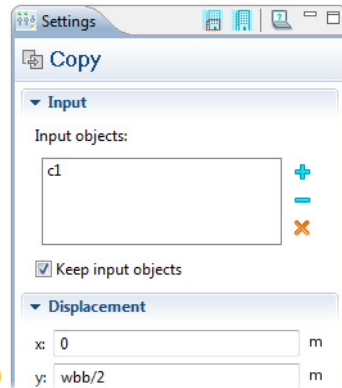 Settings
Copy
Input
Input objects:
c1
Keep input objects
Displacement
x: 0 m
y: wbb/2 m